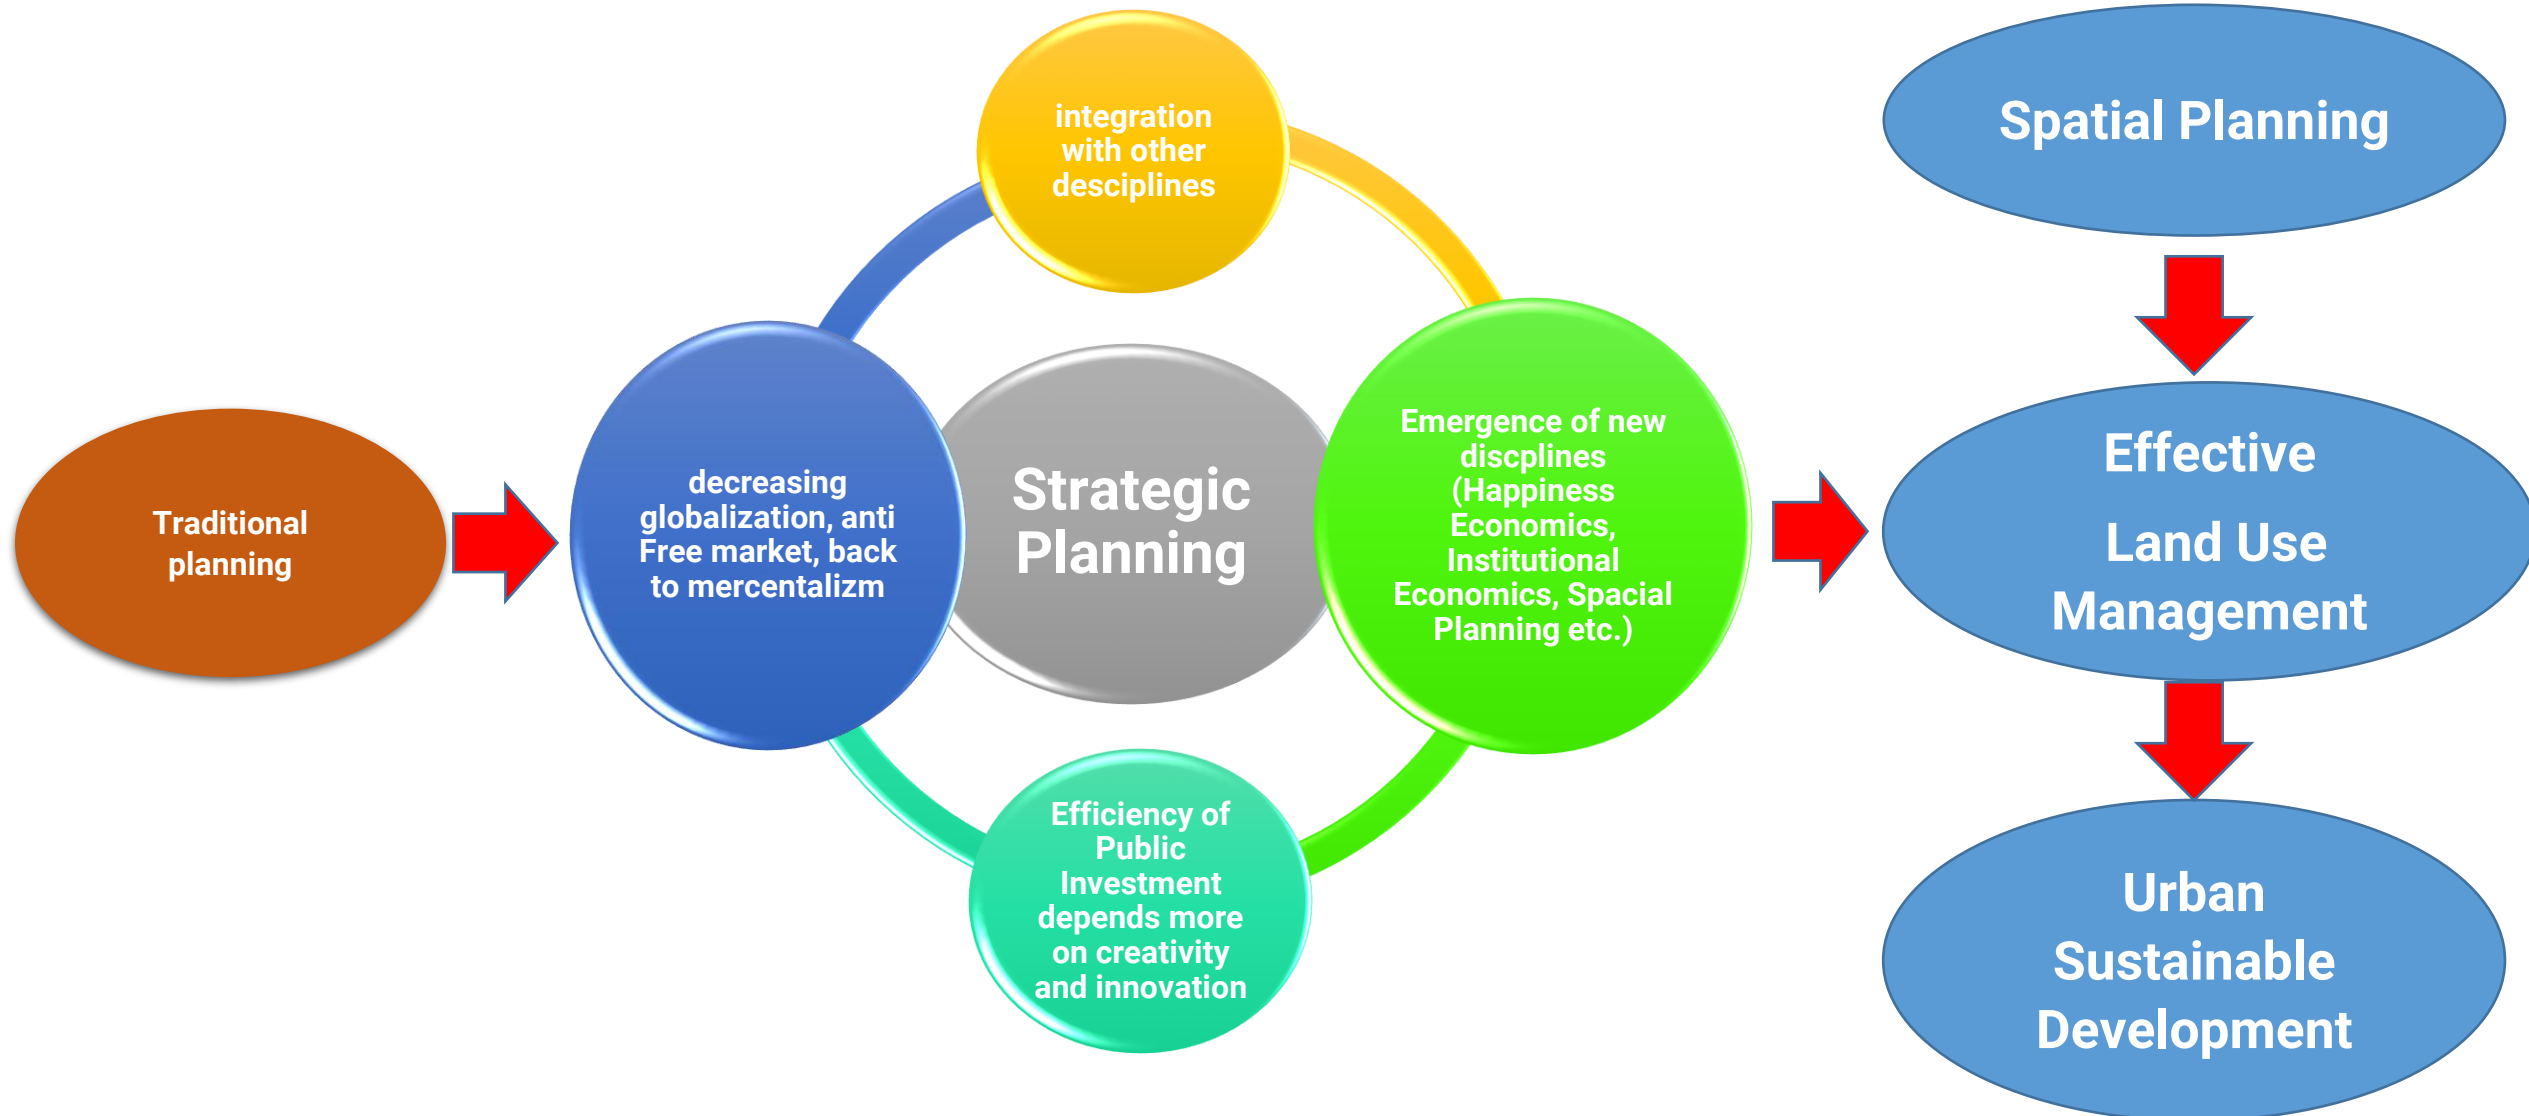 Traditional
planning
decreasing
globalization, anti
Free market, back
to mercentalizm
integration
with other
desciplines
Strategic
Planning
Efficiency of
Public
Investment
depends more
on creativity
and innovation
Emergence of new
discplines
(Happiness
Economics,
Institutional
Economics, Spacial
Planning etc.)
Spatial Planning
Effective
Land Use
Management
Urban
Sustainable
Development